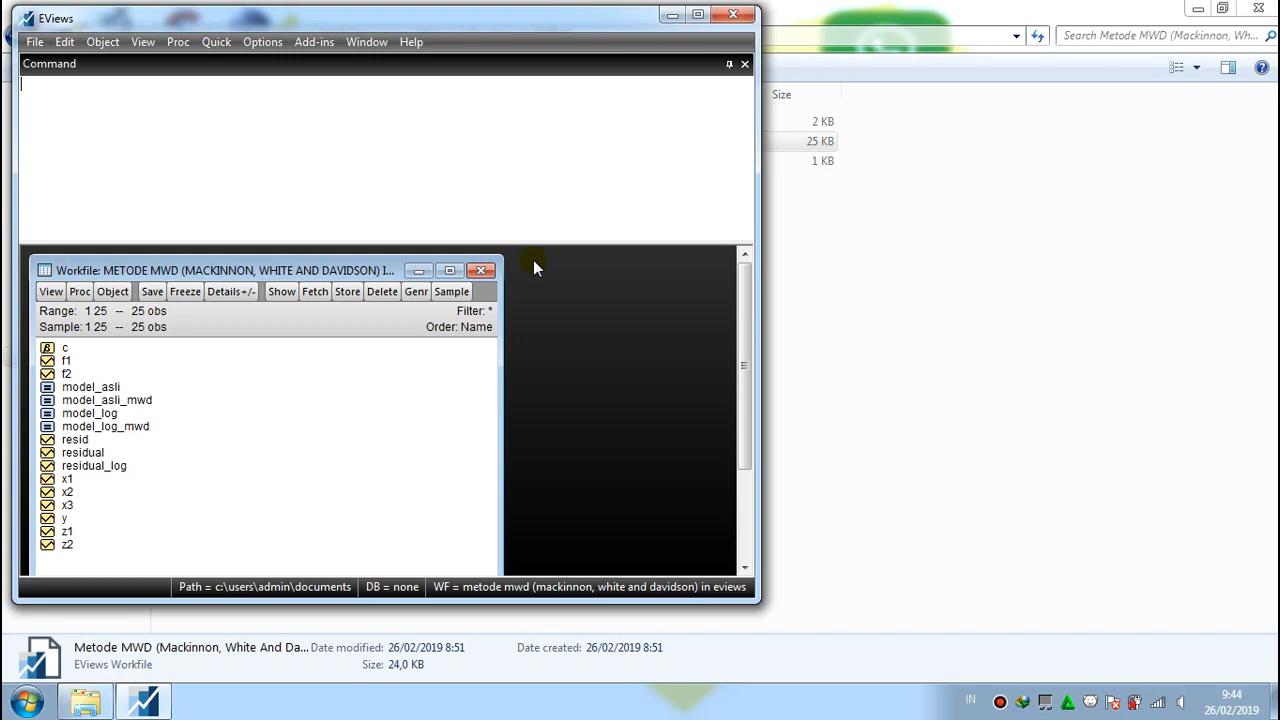 EViews
File Edit Object View Proc Quick Options Add-ins Window Help
Command
Search Metode MWD (Mackinnon, Wh...
Size
2 KB
25 KB
1 KB
Workfile: METODE MWD (MACKINNON, WHITE AND DAVIDSON) I...
View Proc Object Save Freeze Details+/- Show Fetch Store Delete Genr Sample
Range: 1 25 -- 25 obs Filter: *
Sample: 1 25 -- 25 obs Order: Name
c
f1
f2
model_asli
model_asli_mwd
model_log
model_log_mwd
resid
residual
residual_log
x1
x2
x3
y
z1
z2
Path = c:\users\admin\documents DB = none WF = metode mwd (mackinnon, white and davidson) in eviews
Metode MWD (Mackinnon, White And Da... Date modified: 26/02/2019 8:51 Date created: 26/02/2019 8:51
EViews Workfile Size: 24,0 KB
IN
9:44
26/02/2019